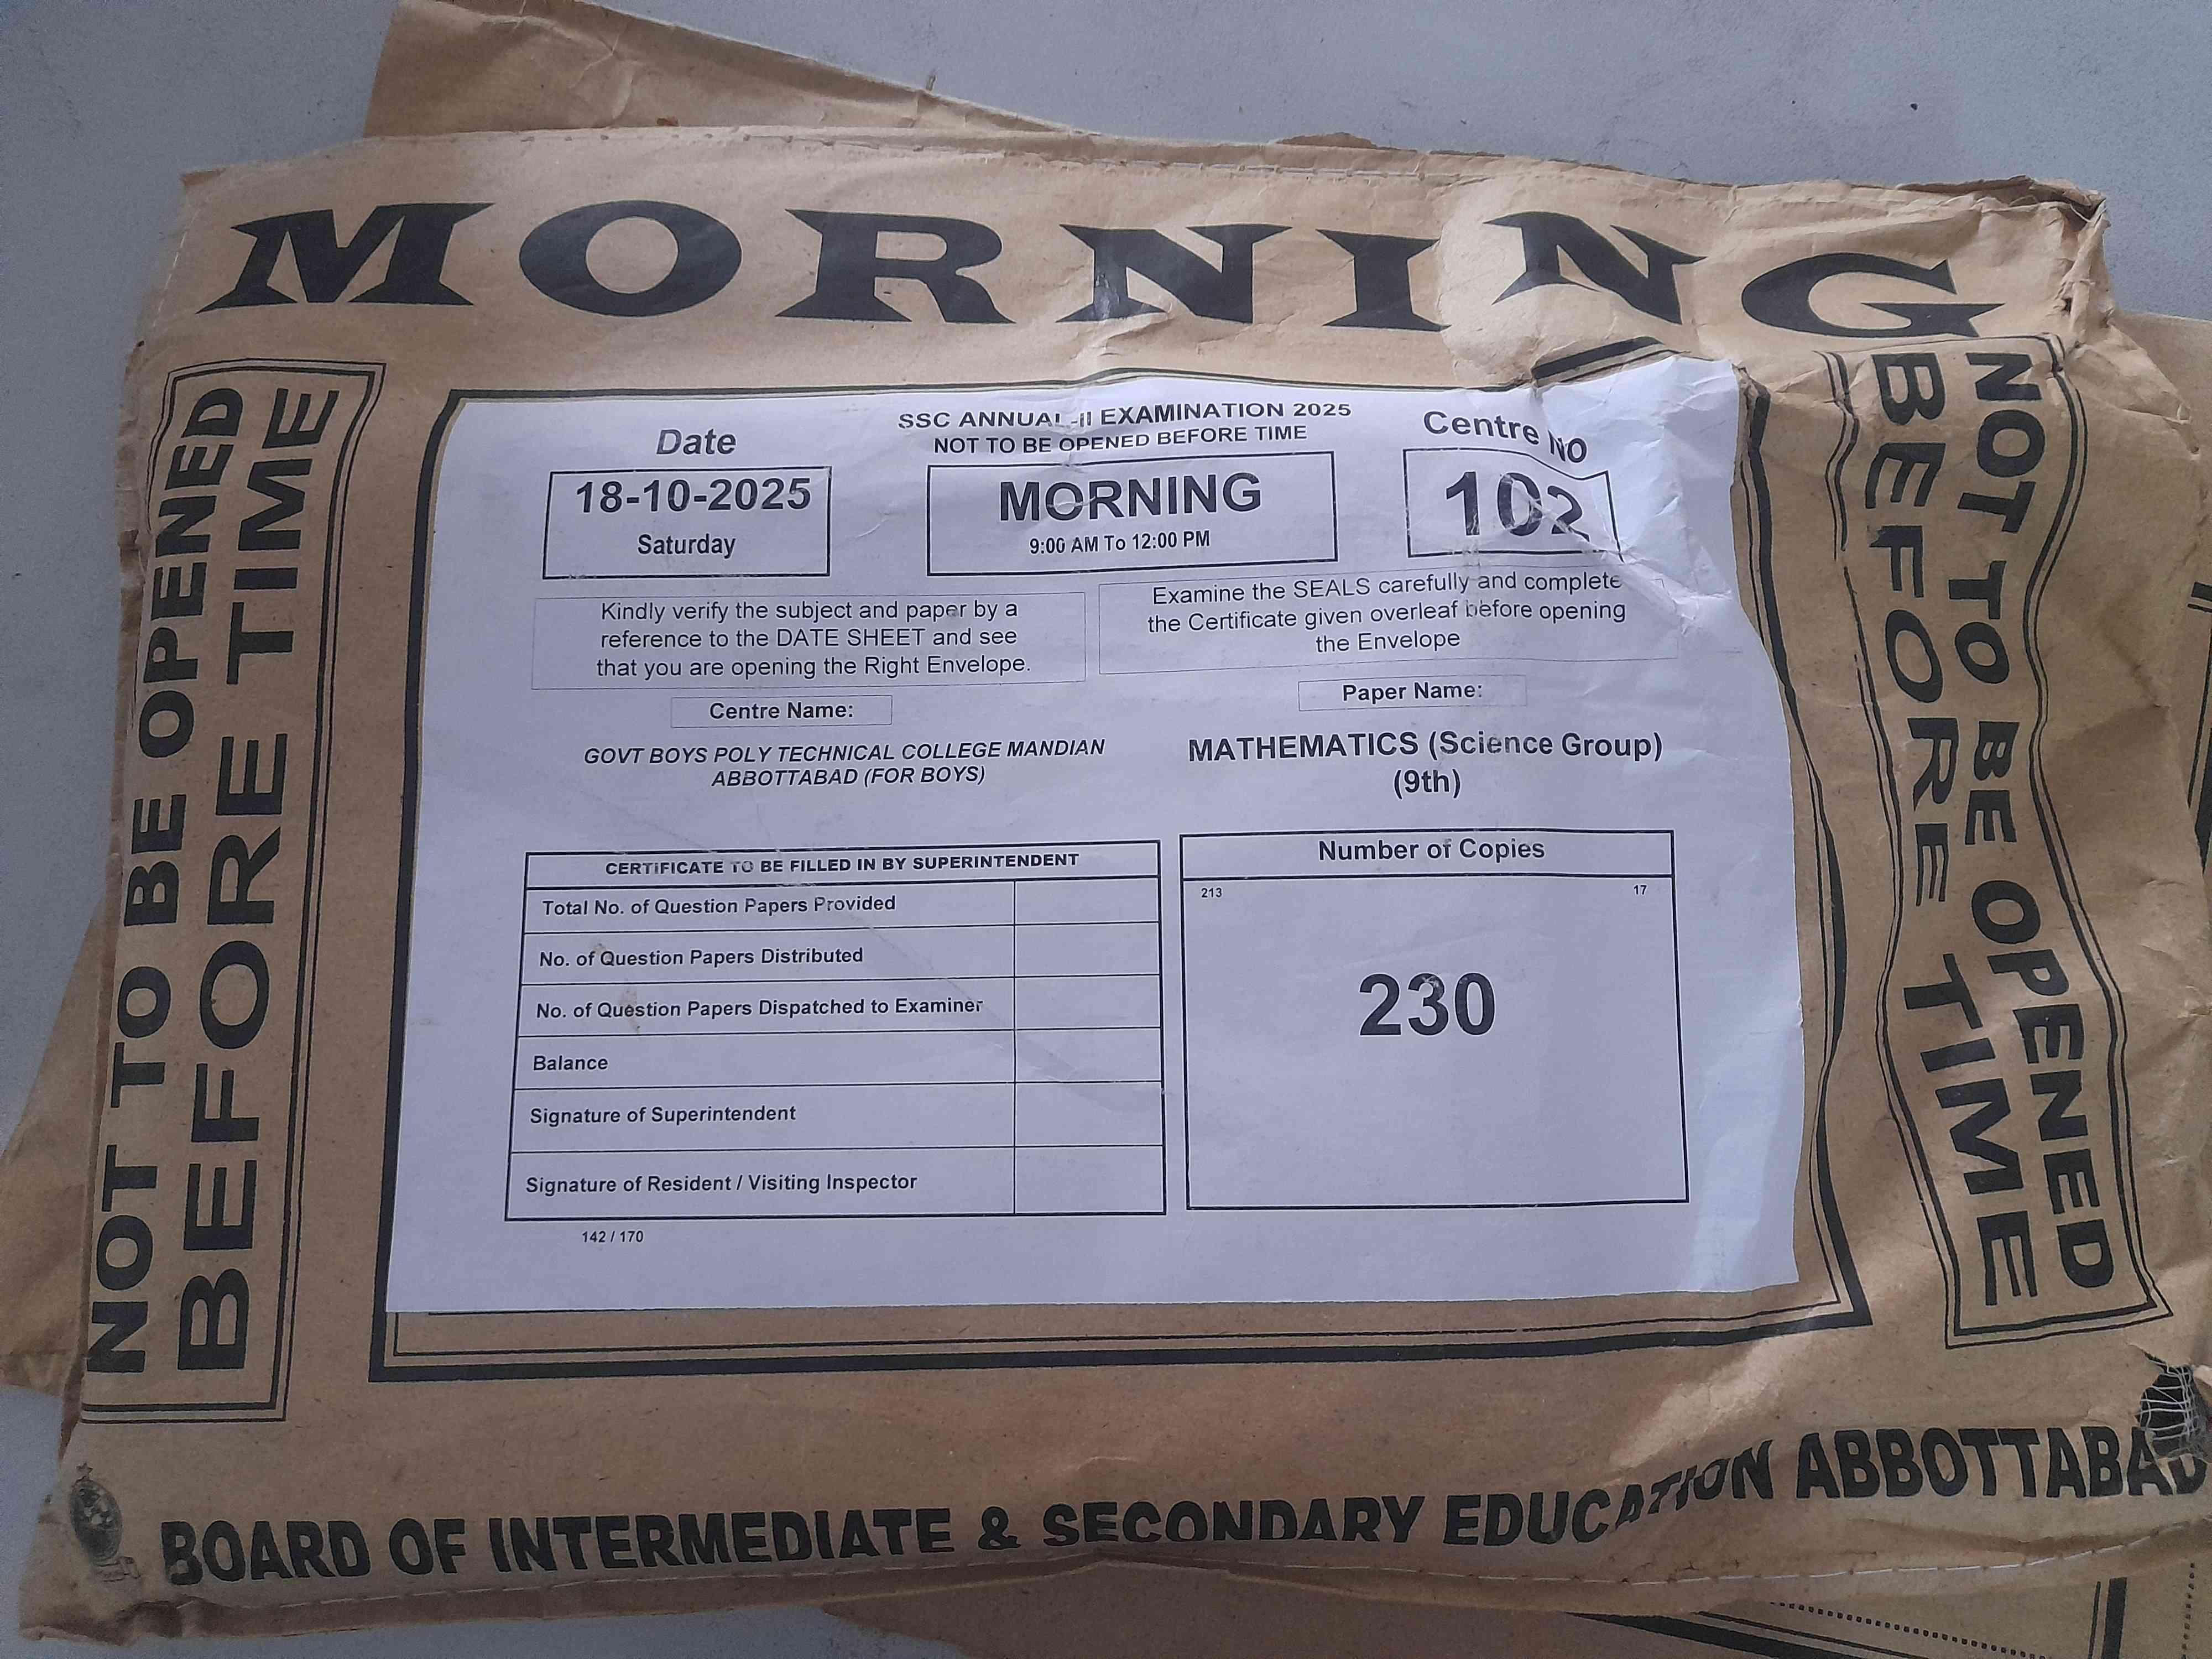 MORNING
NOT TO BE OPENED
BEFORE TIME
SSC ANNUAL -II EXAMINATION 2025
NOT TO BE OPENED BEFORE TIME
Date
18-10-2025
Saturday
MORNING
9:00 AM To 12:00 PM
Centre NO
102
Kindly verify the subject and paper by a
reference to the DATE SHEET and see
that you are opening the Right Envelope.
Examine the SEALS carefully and complete
the Certificate given overleaf before opening
the Envelope
Centre Name:
GOVT BOYS POLY TECHNICAL COLLEGE MANDIAN
ABBOTTABAD (FOR BOYS)
Paper Name:
MATHEMATICS (Science Group)
(9th)
CERTIFICATE TO BE FILLED IN BY SUPERINTENDENT
Total No. of Question Papers Provided
No. of Question Papers Distributed
No. of Question Papers Dispatched to Examiner
Balance
Signature of Superintendent
Signature of Resident / Visiting Inspector
142 / 170
Number of Copies
213 17
230
NOT TO BE OPENED
BEFORE TIME
BOARD OF INTERMEDIATE & SECONDARY EDUCATION ABBOTTABAD